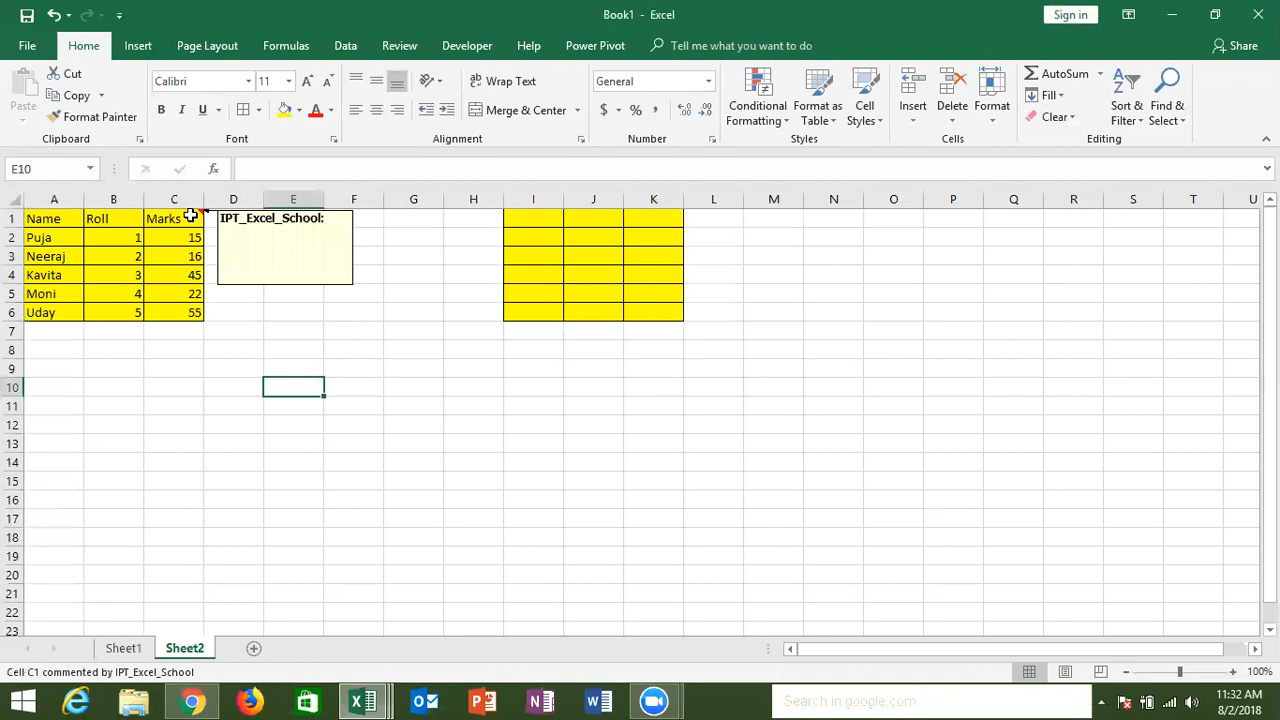 Book1 - Excel
Sign in
File Home Insert Page Layout Formulas Data Review Developer Help Power Pivot Tell me what you want to do Share
Paste
Cut
Copy
Format Painter
Clipboard
Calibri 11
B I U
Font
Wrap Text
Merge & Center
Alignment
General
$ % ,
Number
Conditional Formatting
Format as Table
Cell Styles
Styles
Insert
Delete
Format
Cells
AutoSum
Fill
Clear
Sort & Filter
Find & Select
Editing
E10
fx
A B C D E F G H I J K L M N O P Q R S T U
1 Name Roll Marks IPT_Excel_School:
2 Puja 1 15
3 Neeraj 2 16
4 Kavita 3 45
5 Moni 4 22
6 Uday 5 55
7
8
9
10
11
12
13
14
15
16
17
18
19
20
21
22
23
Sheet1 Sheet2
Cell C1 commented by IPT_Excel_School
100%
Search in google.com
11:32 AM
8/2/2018